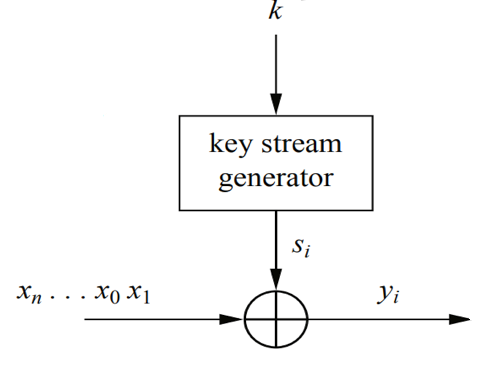 k
key stream
generator
s_i
x_n . . . x_0 x_1
y_i